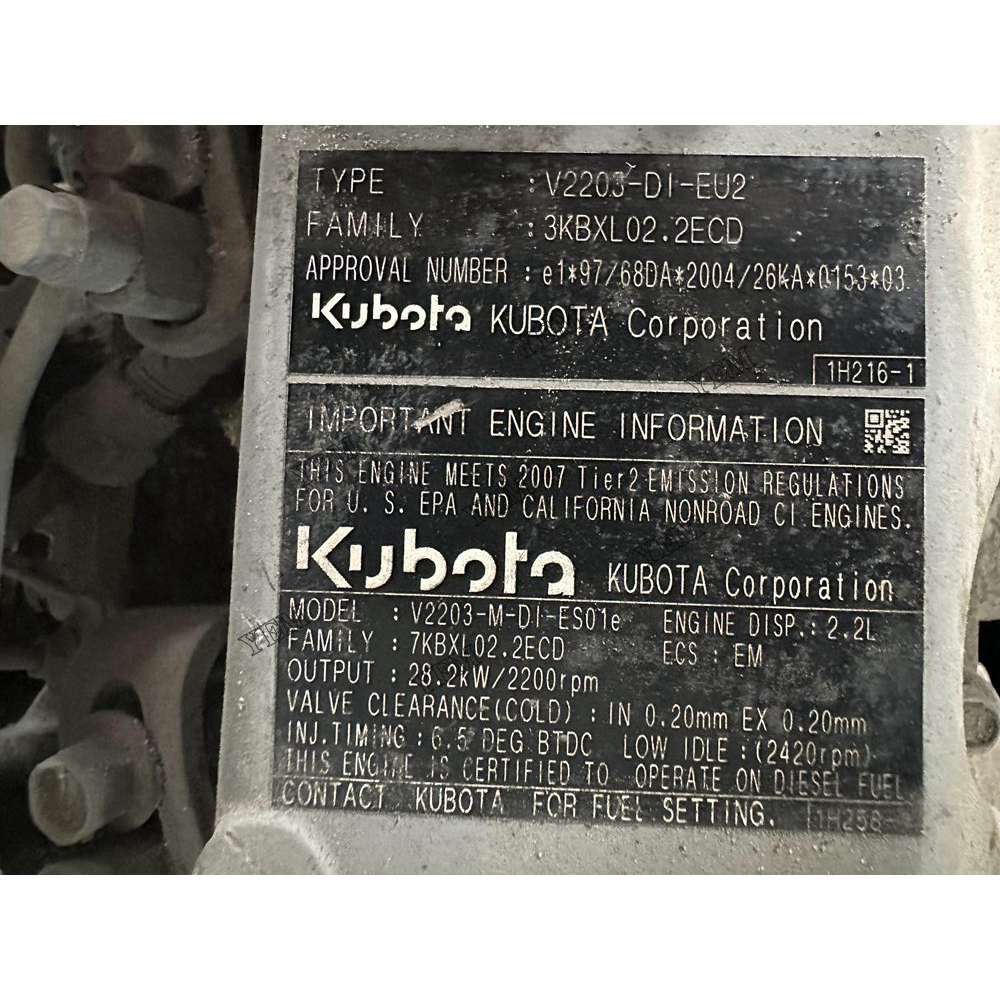 TYPE : V2203-DI-EU2
FAMILY : 3KBXL02.2ECD
APPROVAL NUMBER : e1*97/68DA*2004/26KA*0153*03
Kubota KUBOTA Corporation
1H216-1
IMPORTANT ENGINE INFORMATION
THIS ENGINE MEETS 2007 Tier2 EMISSION REGULATIONS
FOR U. S. EPA AND CALIFORNIA NONROAD CI ENGINES.
Kubota KUBOTA Corporation
MODEL : V2203-M-DI-ES01e ENGINE DISP.: 2.2L
FAMILY : 7KBXL02.2ECD ECS : EM
OUTPUT : 28.2kW/2200rpm
VALVE CLEARANCE(COLD) : IN 0.20mm EX 0.20mm
INJ.TIMING : 6.5 DEG BTDC LOW IDLE :(2420rpm)
THIS ENGINE IS CERTIFIED TO OPERATE ON DIESEL FUEL
CONTACT KUBOTA FOR FUEL SETTING. 1H258-